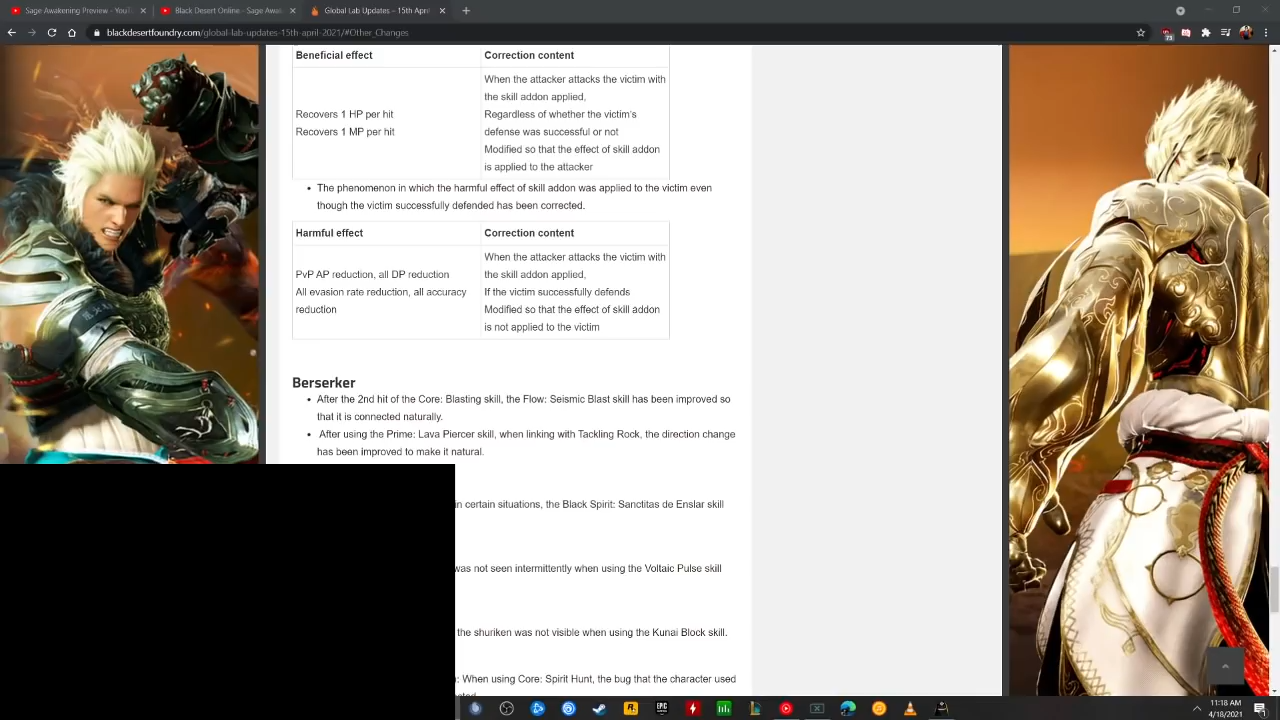 Sage Awakening Preview - You
Black Desert Online - Sage Awak
Global Lab Updates – 15th April
blackdesertfoundry.com/global-lab-updates-15th-april-2021/#Other_Changes
Beneficial effect
Correction content
Recovers 1 HP per hit
Recovers 1 MP per hit
When the attacker attacks the victim with
the skill addon applied,
Regardless of whether the victim's
defense was successful or not
Modified so that the effect of skill addon
is applied to the attacker
• The phenomenon in which the harmful effect of skill addon was applied to the victim even
though the victim successfully defended has been corrected.
Harmful effect
Correction content
PvP AP reduction, all DP reduction
All evasion rate reduction, all accuracy
reduction
When the attacker attacks the victim with
the skill addon applied,
If the victim successfully defends
Modified so that the effect of skill addon
is not applied to the victim
Berserker
• After the 2nd hit of the Core: Blasting skill, the Flow: Seismic Blast skill has been improved so
that it is connected naturally.
• After using the Prime: Lava Piercer skill, when linking with Tackling Rock, the direction change
has been improved to make it natural.
in certain situations, the Black Spirit: Sanctitas de Enslar skill
was not seen intermittently when using the Voltaic Pulse skill
the shuriken was not visible when using the Kunai Block skill.
: When using Core: Spirit Hunt, the bug that the character used
11:18 AM
4/18/2021